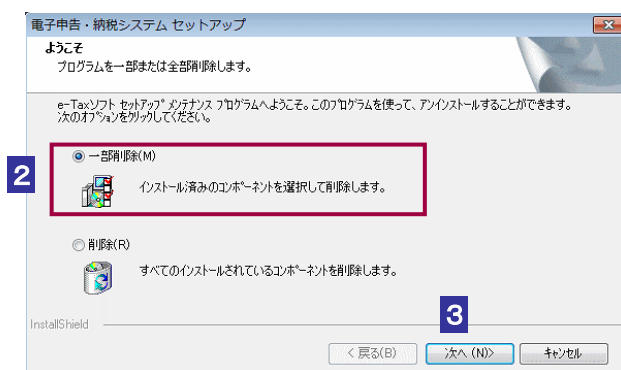 電子申告・納税システム セットアップ
ようこそ
プログラムを一部または全部削除します。
e-Taxソフト セットアップ メンテナンス プログラムへようこそ。このプログラムを使って、アンインストールすることができます。
次のオプションをクリックしてください。
一部削除(M)
2
インストール済みのコンポーネントを選択して削除します。
削除(R)
すべてのインストールされているコンポーネントを削除します。
3
InstallShield
< 戻る(B)
次へ (N)>
キャンセル